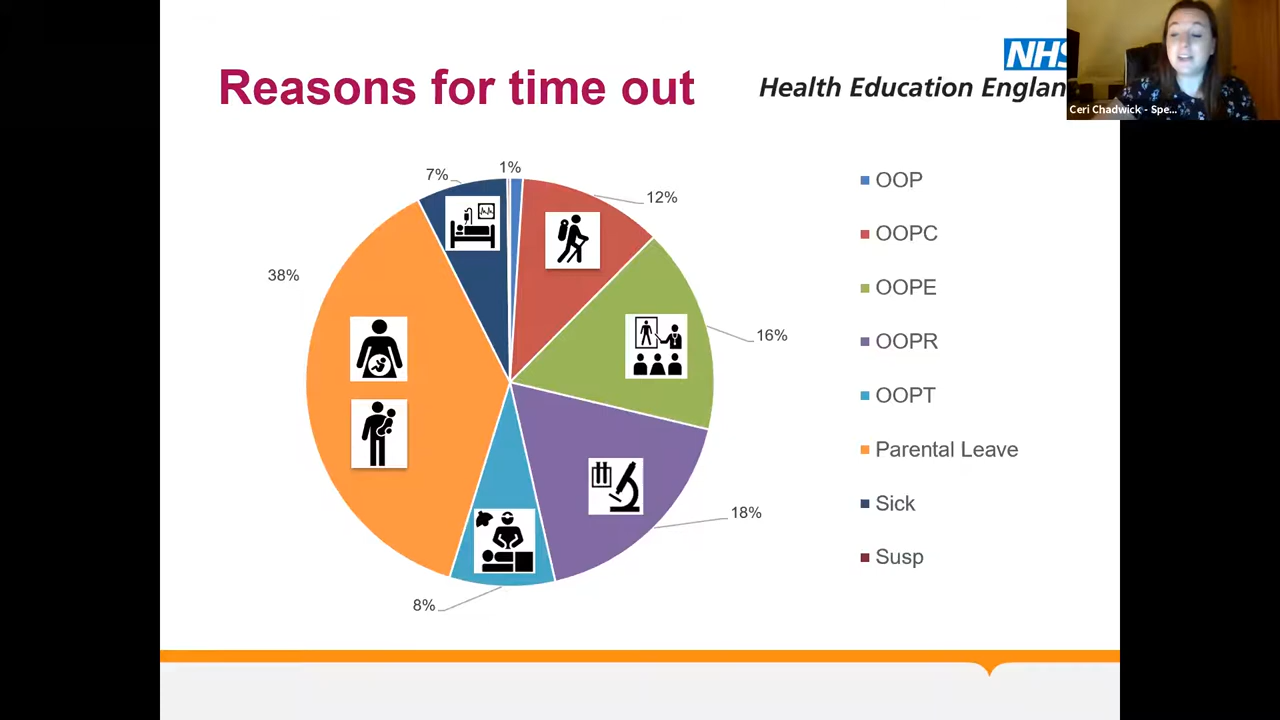 Reasons for time out
NHS
Health Education England
Ceri Chadwick - Spe...
7%
1%
12%
38%
16%
18%
8%
OOP
OOPC
OOPE
OOPR
OOPT
Parental Leave
Sick
Susp